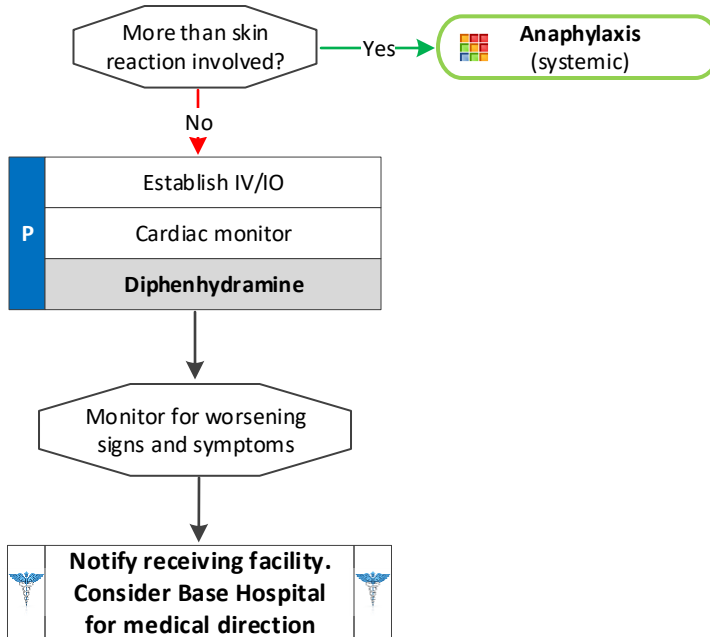 More than skin
reaction involved?
Yes
Anaphylaxis
(systemic)
No
P
Establish IV/IO
Cardiac monitor
Diphenhydramine
Monitor for worsening
signs and symptoms
Notify receiving facility.
Consider Base Hospital
for medical direction